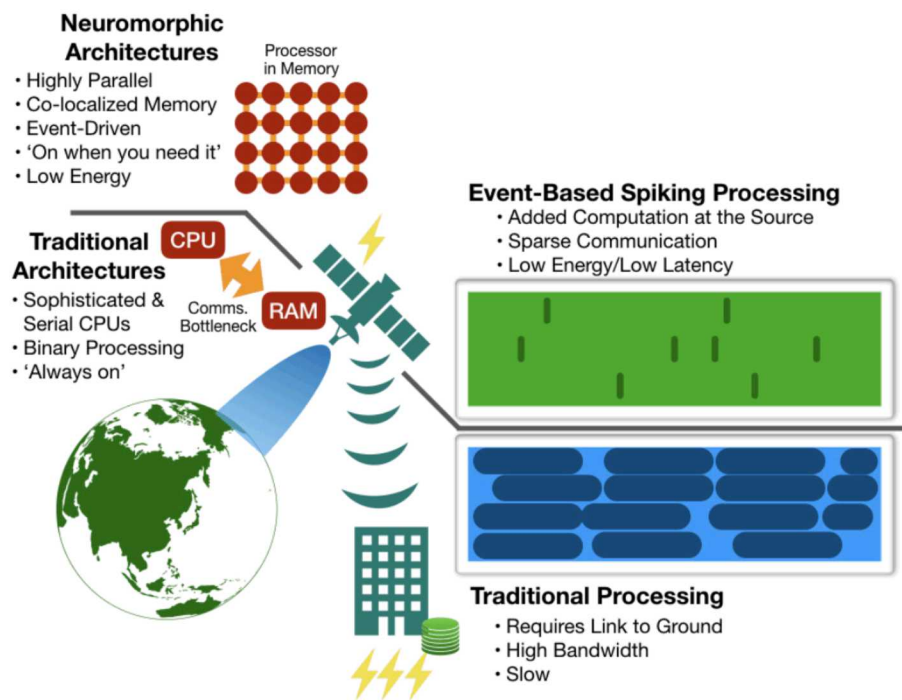 Neuromorphic
Architectures
• Highly Parallel
• Co-localized Memory
• Event-Driven
• ‘On when you need it’
• Low Energy
Processor
in Memory
Traditional
Architectures
• Sophisticated &
Serial CPUs
• Binary Processing
• ‘Always on’
CPU
Comms.
Bottleneck
RAM
Event-Based Spiking Processing
• Added Computation at the Source
• Sparse Communication
• Low Energy/Low Latency
Traditional Processing
• Requires Link to Ground
• High Bandwidth
• Slow